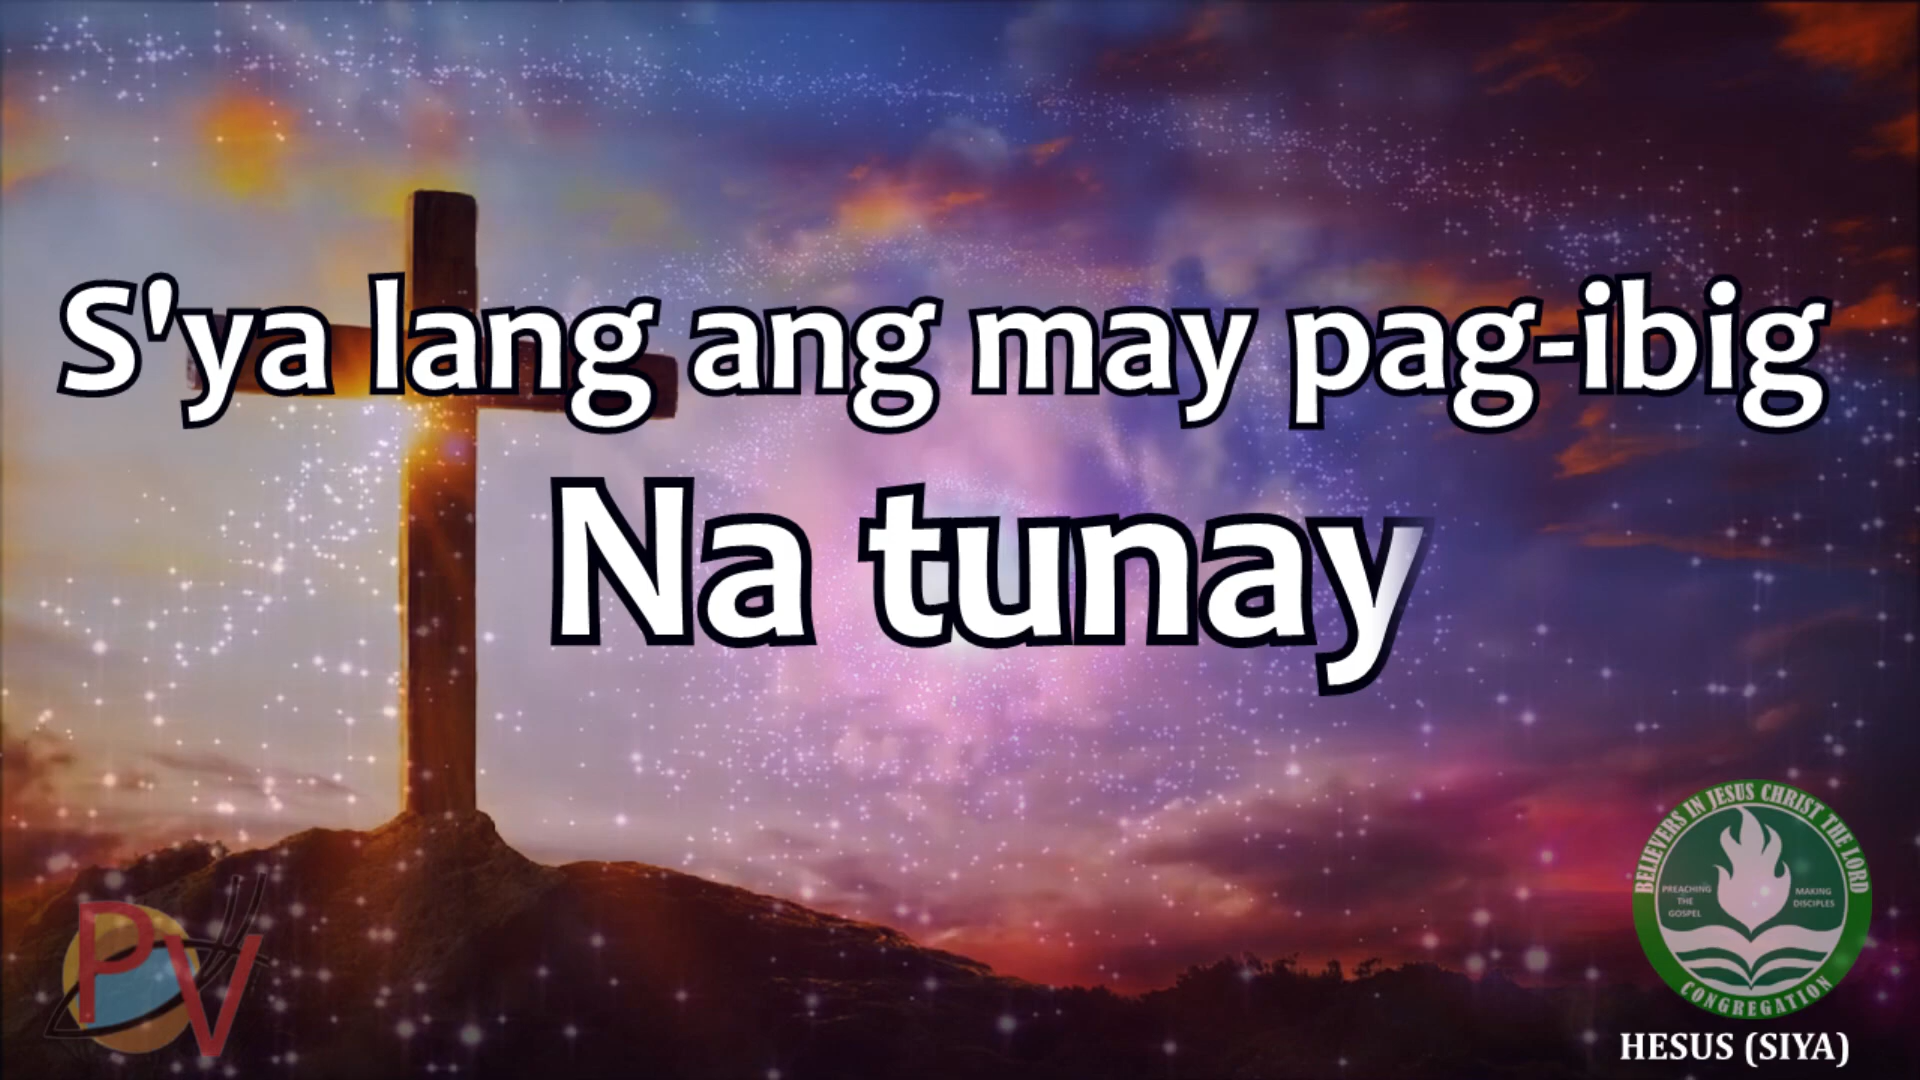 S'ya lang ang may pag-ibig
Na tunay
BELIEVERS IN JESUS CHRIST THE LORD
PREACHING
THE
GOSPEL
MAKING
DISCIPLES
CONGREGATION
PV
HESUS (SIYA)